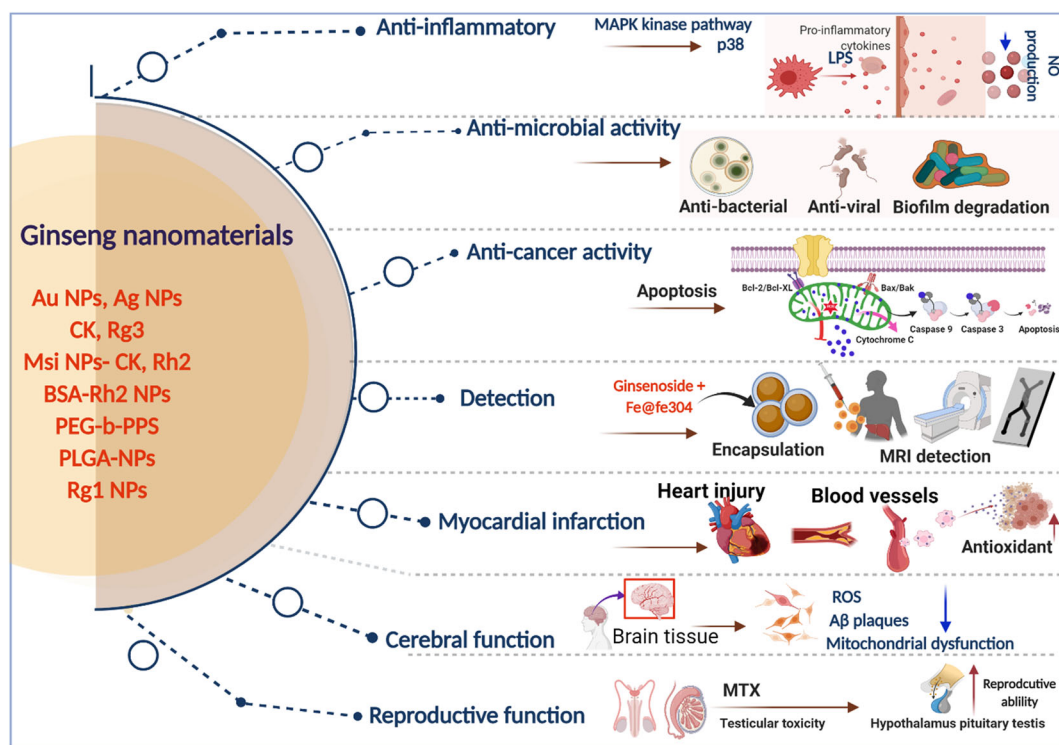 Ginseng nanomaterials
Au NPs, Ag NPs
CK, Rg3
Msi NPs- CK, Rh2
BSA-Rh2 NPs
PEG-b-PPS
PLGA-NPs
Rg1 NPs
Anti-inflammatory
MAPK kinase pathway
p38
Pro-inflammatory
cytokines
LPS
NO
production
Anti-microbial activity
Anti-bacterial
Anti-viral
Biofilm degradation
Anti-cancer activity
Apoptosis
Bcl-2/Bcl-XL
Bax/Bak
Cytochrome C
Caspase 9
Caspase 3
Apoptosis
Detection
Ginsenoside +
Fe@fe304
Encapsulation
MRI detection
Myocardial infarction
Heart injury
Blood vessels
Antioxidant
Cerebral function
Brain tissue
ROS
Aβ plaques
Mitochondrial dysfunction
Reproductive function
MTX
Testicular toxicity
Hypothalamus pituitary testis
Reprodcutive
ablility